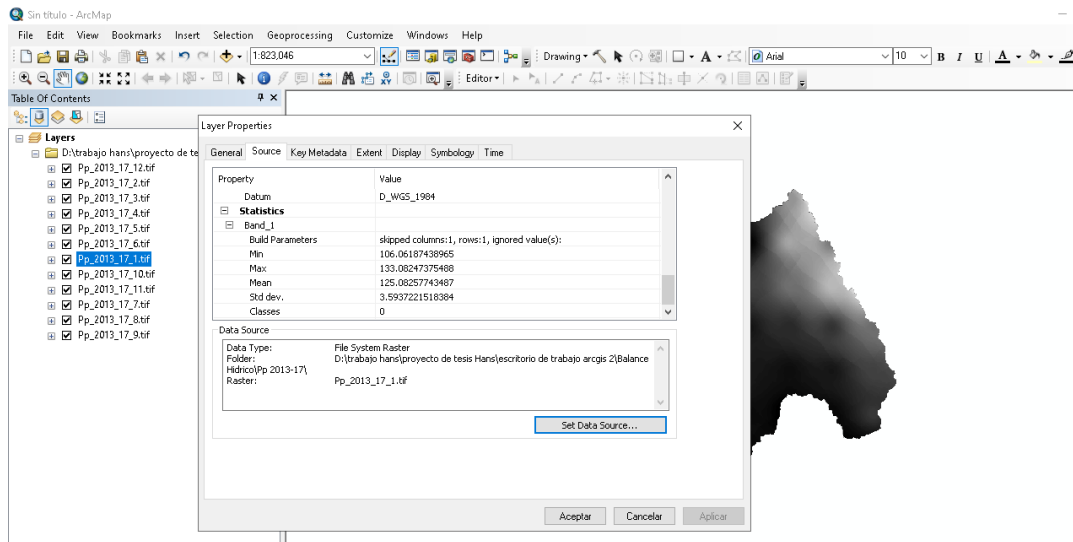 Sin título - ArcMap
File Edit View Bookmarks Insert Selection Geoprocessing Customize Windows Help
1:823,046 Drawing A Arial 10 B I U A
Editor
Table Of Contents
Layers
D:\trabajo hans\proyecto de te
Pp_2013_17_12.tif
Pp_2013_17_2.tif
Pp_2013_17_3.tif
Pp_2013_17_4.tif
Pp_2013_17_5.tif
Pp_2013_17_6.tif
Pp_2013_17_1.tif
Pp_2013_17_10.tif
Pp_2013_17_11.tif
Pp_2013_17_7.tif
Pp_2013_17_8.tif
Pp_2013_17_9.tif
Layer Properties
General Source Key Metadata Extent Display Symbology Time
Property Value
Datum D_WGS_1984
Statistics
Band_1
Build Parameters skipped columns:1, rows:1, ignored value(s):
Min 106.06187438965
Max 133.08247375488
Mean 125.08257743487
Std dev. 3.5937221518384
Classes 0
Data Source
Data Type: File System Raster
Folder: D:\trabajo hans\proyecto de tesis Hans\escritorio de trabajo arcgis 2\Balance
Hidrico\Pp 2013-17\
Raster: Pp_2013_17_1.tif
Set Data Source...
Aceptar Cancelar Aplicar